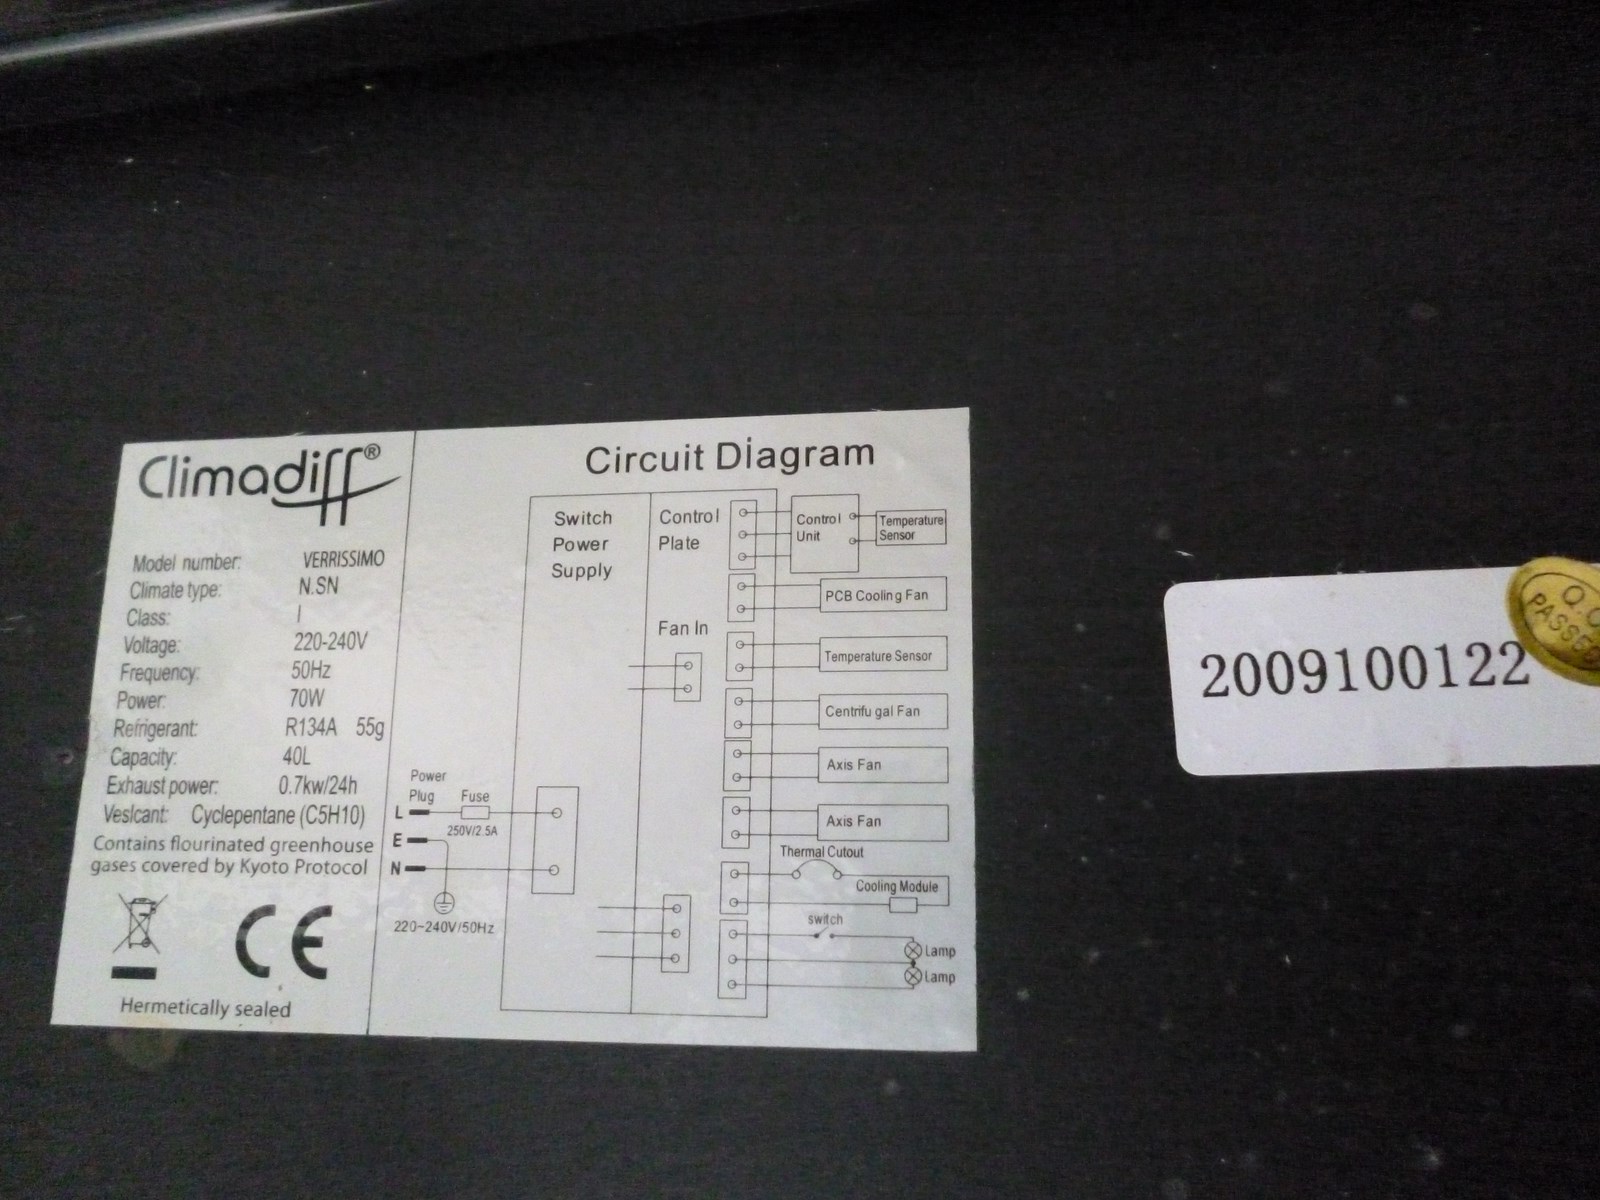 Climadiff®
Model number: VERRISSIMO
Climate type: N.SN
Class: I
Voltage: 220-240V
Frequency: 50Hz
Power: 70W
Refrigerant: R134A 55g
Capacity: 40L
Exhaust power: 0.7kw/24h
Veslcant: Cyclepentane (C5H10)
Contains flourinated greenhouse
gases covered by Kyoto Protocol
CE
Hermetically sealed
Circuit Diagram
Switch
Power
Supply
Control
Plate
Fan In
Power
Plug
Fuse
L
250V/2.5A
E
N
220~240V/50Hz
Control
Unit
Temperature
Sensor
PCB Cooling Fan
Temperature Sensor
Centrifu gal Fan
Axis Fan
Axis Fan
Thermal Cutout
Cooling Module
switch
Lamp
Lamp
2009100122
Q.C
PASSED